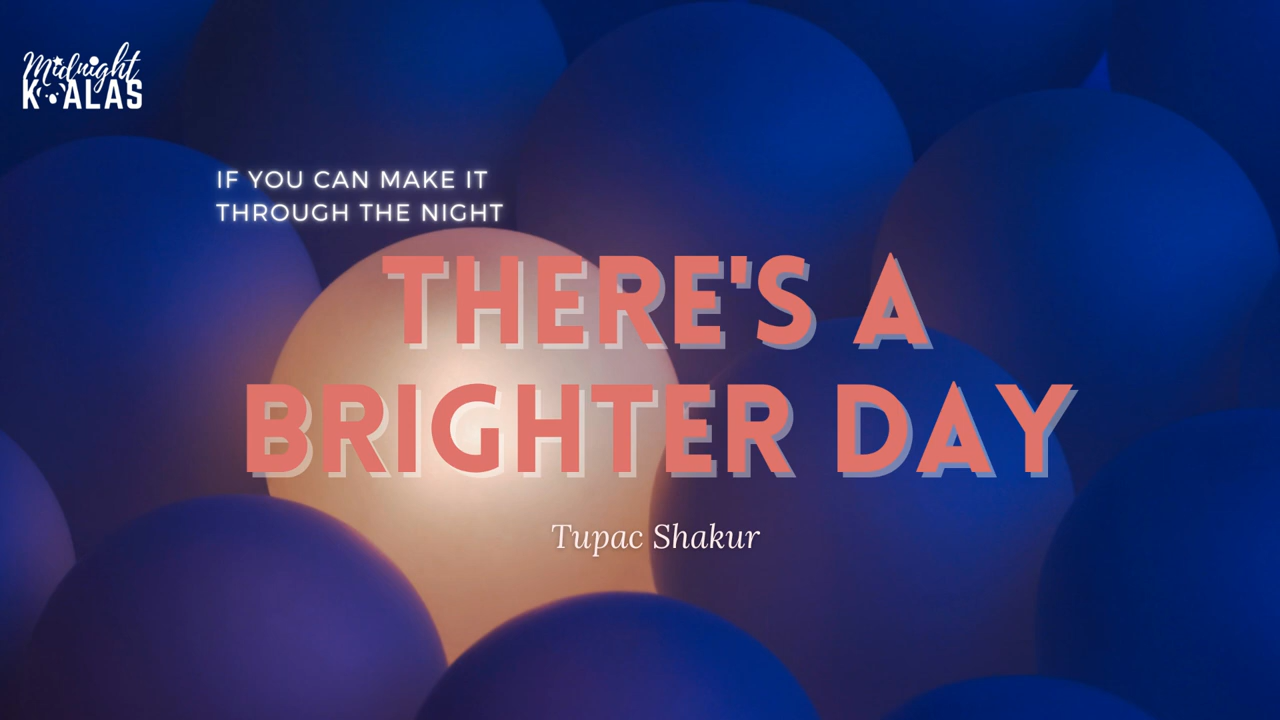 Midnight
KOALAS
IF YOU CAN MAKE IT
THROUGH THE NIGHT
THERE'S A
BRIGHTER DAY
Tupac Shakur